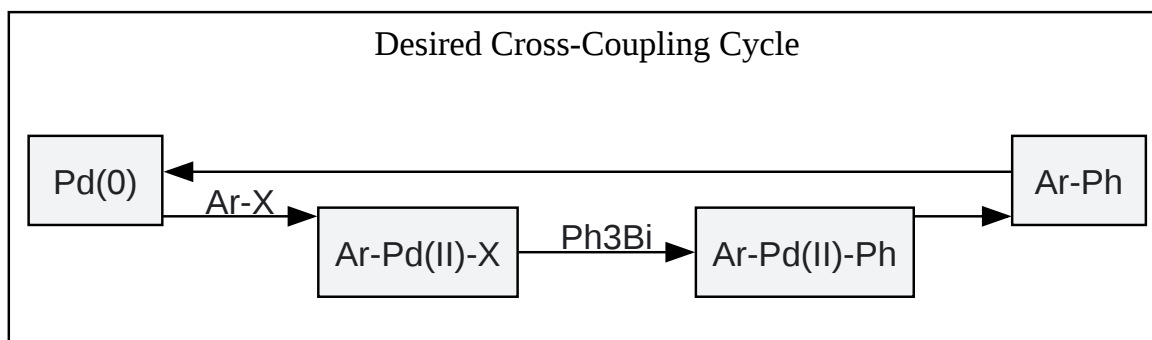 Desired Cross-Coupling Cycle
Pd(0)
Ar-X
Ar-Pd(II)-X
Ph3Bi
Ar-Pd(II)-Ph
Ar-Ph